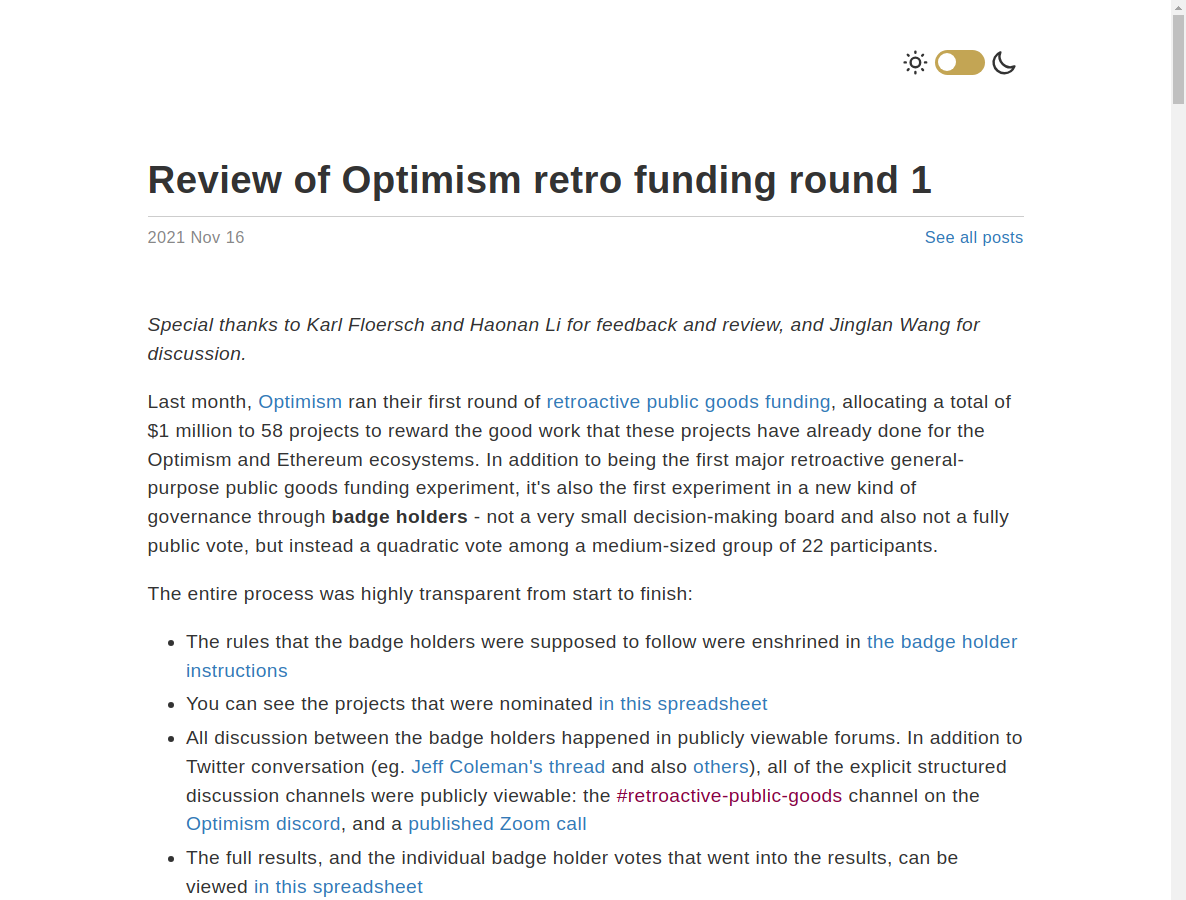 Review of Optimism retro funding round 1
2021 Nov 16
See all posts
Special thanks to Karl Floersch and Haonan Li for feedback and review, and Jinglan Wang for
discussion.
Last month, Optimism ran their first round of retroactive public goods funding, allocating a total of
$1 million to 58 projects to reward the good work that these projects have already done for the
Optimism and Ethereum ecosystems. In addition to being the first major retroactive general-
purpose public goods funding experiment, it's also the first experiment in a new kind of
governance through badge holders - not a very small decision-making board and also not a fully
public vote, but instead a quadratic vote among a medium-sized group of 22 participants.
The entire process was highly transparent from start to finish:
• The rules that the badge holders were supposed to follow were enshrined in the badge holder
instructions
• You can see the projects that were nominated in this spreadsheet
• All discussion between the badge holders happened in publicly viewable forums. In addition to
Twitter conversation (eg. Jeff Coleman's thread and also others), all of the explicit structured
discussion channels were publicly viewable: the #retroactive-public-goods channel on the
Optimism discord, and a published Zoom call
• The full results, and the individual badge holder votes that went into the results, can be
viewed in this spreadsheet